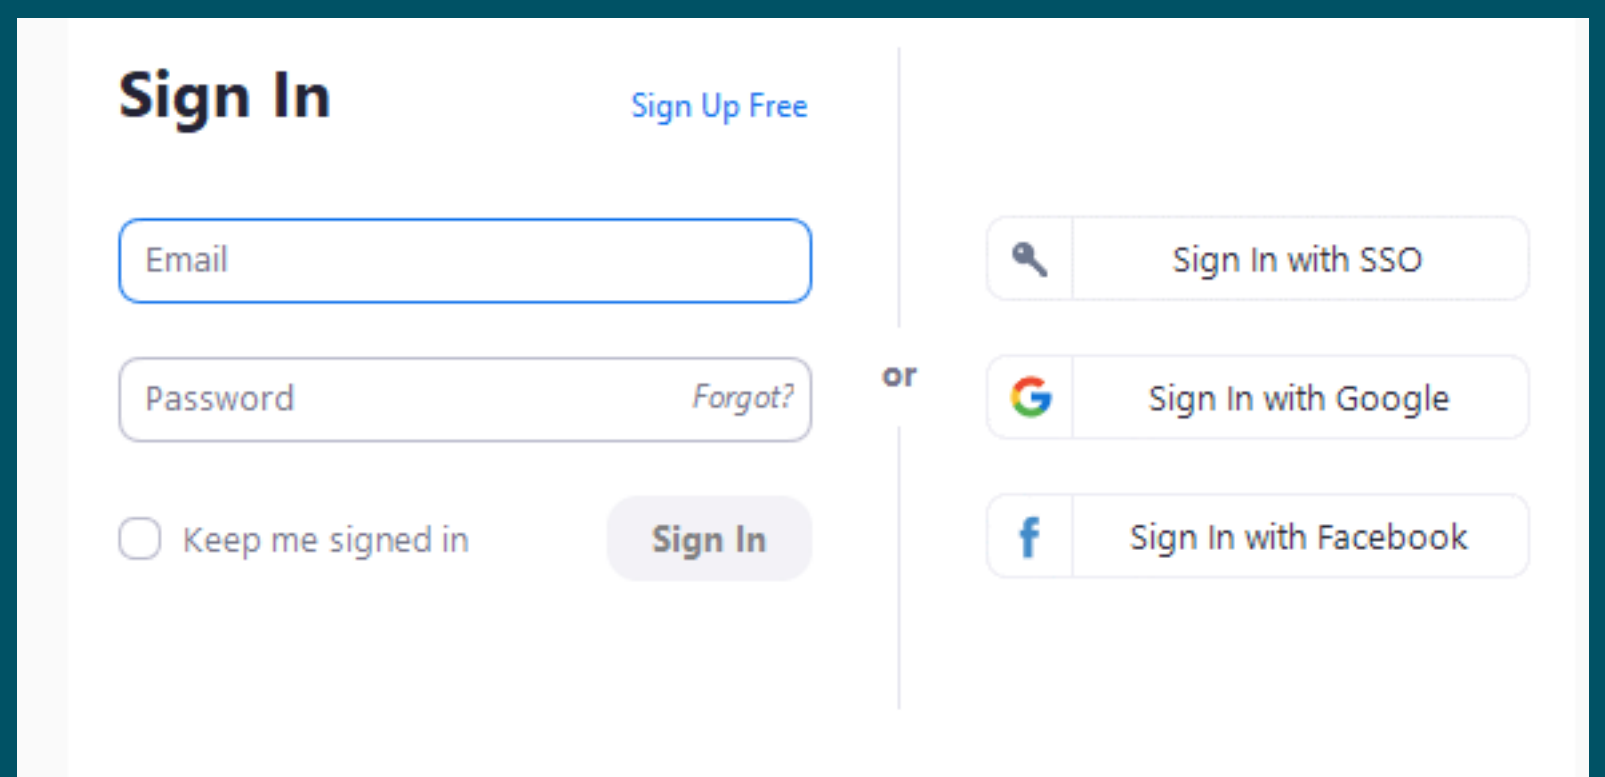 Sign In
Sign Up Free
Email
Password
Forgot?
Keep me signed in
Sign In
or
Sign In with SSO
Sign In with Google
Sign In with Facebook